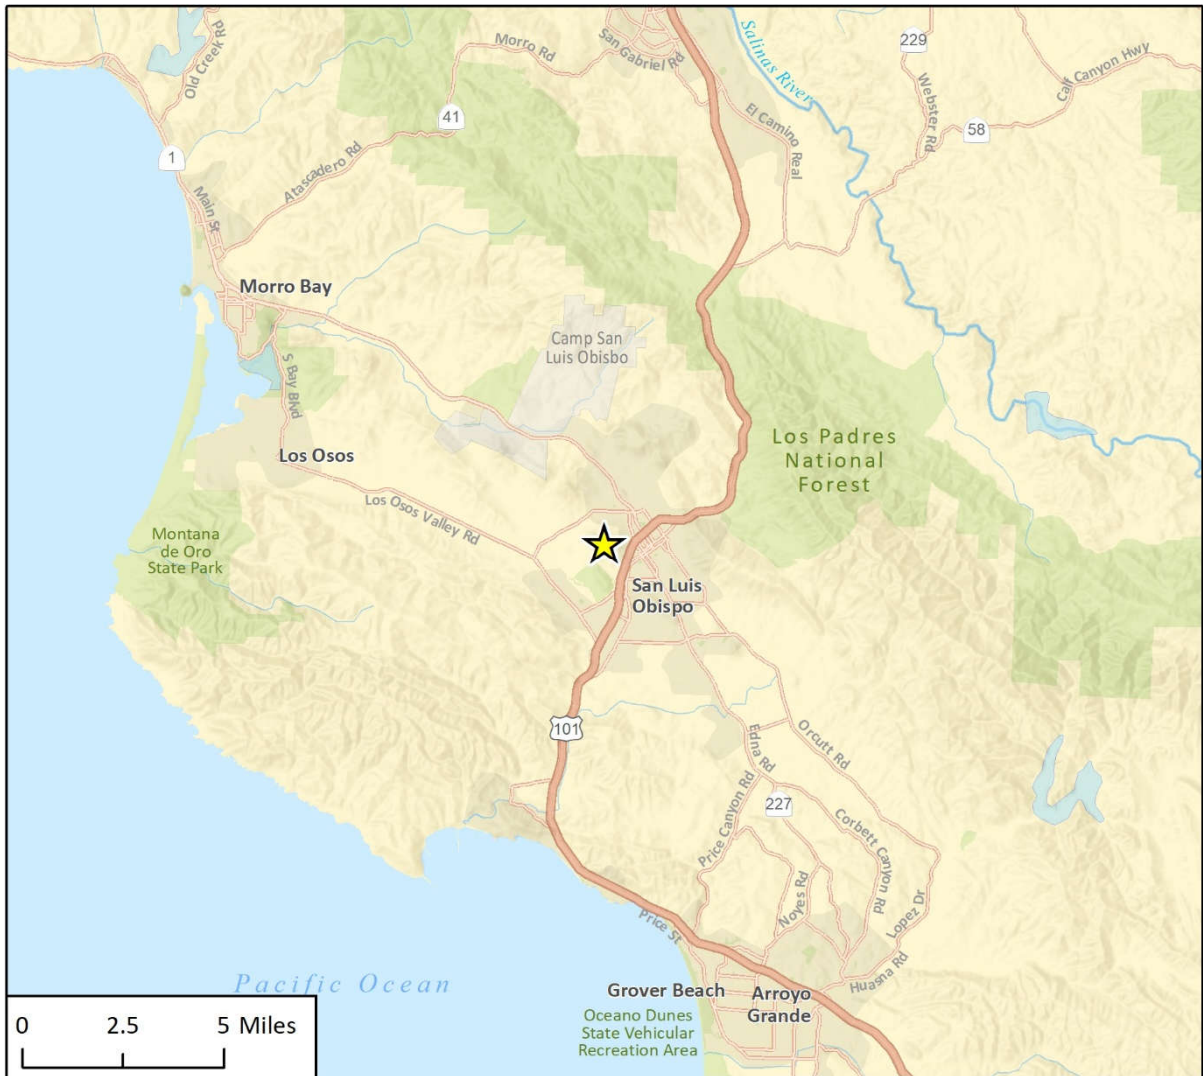 Old Creek Rd
Morro Rd
San Gabriel Rd
Salinas River
229
Calf Canyon Hwy
Webster Rd
41
58
El Camino Real
1
Atascadero Rd
Main St
Morro Bay
Camp San
Luis Obisbo
S Bay Blvd
Los Padres
National
Forest
Los Osos
Los Osos Valley Rd
Montana
de Oro
State Park
San Luis
Obispo
101
Edna Rd
Orcutt Rd
Price Canyon Rd
227
Corbett Canyon Rd
Noyes Rd
Lopez Dr
Price St
Huasna Rd
Pacific Ocean
Grover Beach
Arroyo
Grande
Oceano Dunes
State Vehicular
Recreation Area
0 2.5 5 Miles